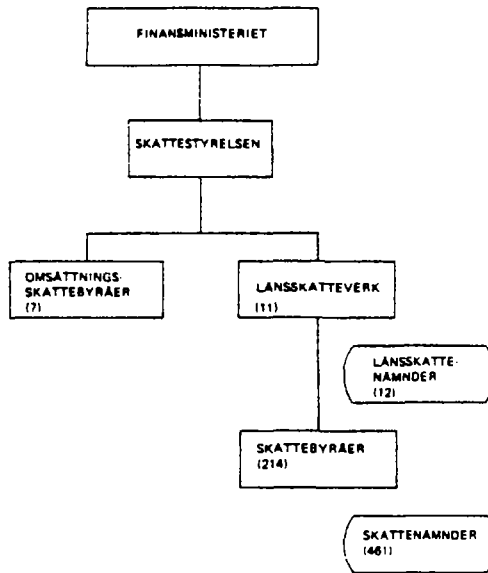 FINANSMINISTERIET
SKATTESTYRELSEN
OMSÄTTNINGS-
SKATTEBYRÅER
(7)
LÄNSSKATTEVERK
(11)
LÄNSSKATTE-
NÄMNDER
(12)
SKATTEBYRÅER
(214)
SKATTENÄMNDER
(461)